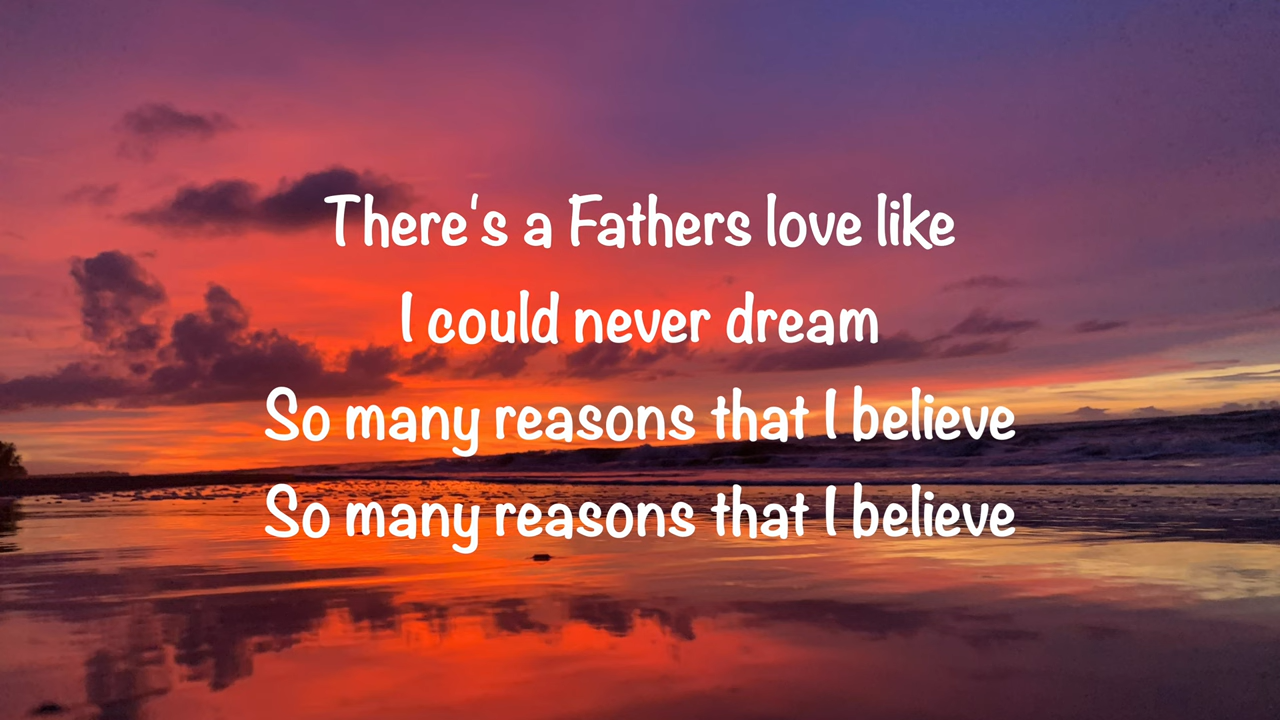 There's a Fathers love like
I could never dream
So many reasons that I believe
So many reasons that I believe